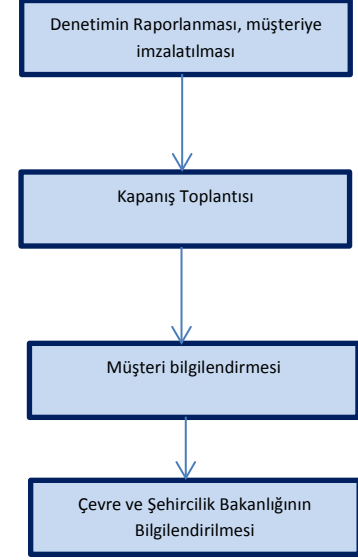 Denetimin Raporlanması, müşteriye
imzalatılması
Kapanış Toplantısı
Müşteri bilgilendirmesi
Çevre ve Şehircilik Bakanlığının
Bilgilendirilmesi